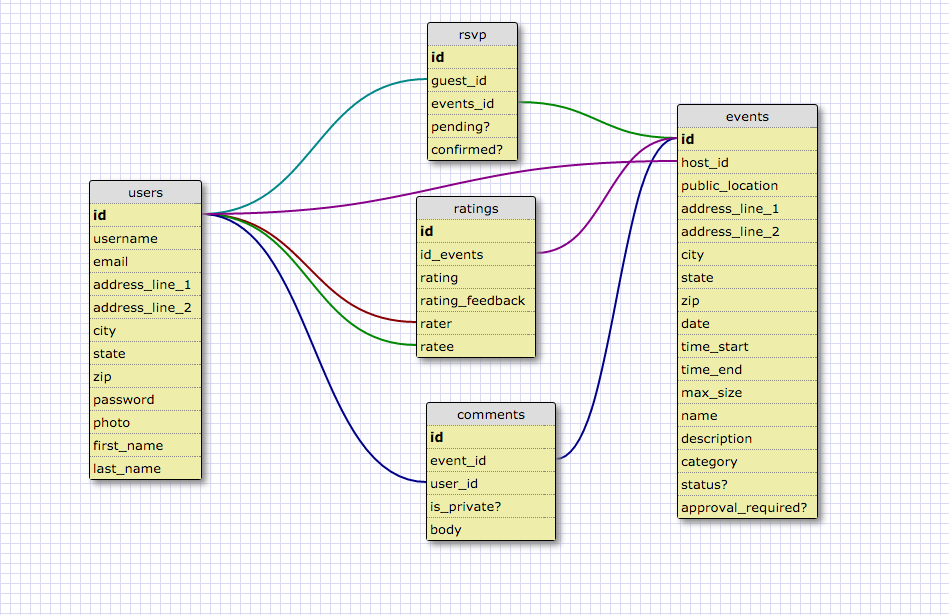 rsvp
id
guest_id
events_id
pending?
confirmed?
users
id
username
email
address_line_1
address_line_2
city
state
zip
password
photo
first_name
last_name
ratings
id
id_events
rating
rating_feedback
rater
ratee
comments
id
event_id
user_id
is_private?
body
events
id
host_id
public_location
address_line_1
address_line_2
city
state
zip
date
time_start
time_end
max_size
name
description
category
status?
approval_required?